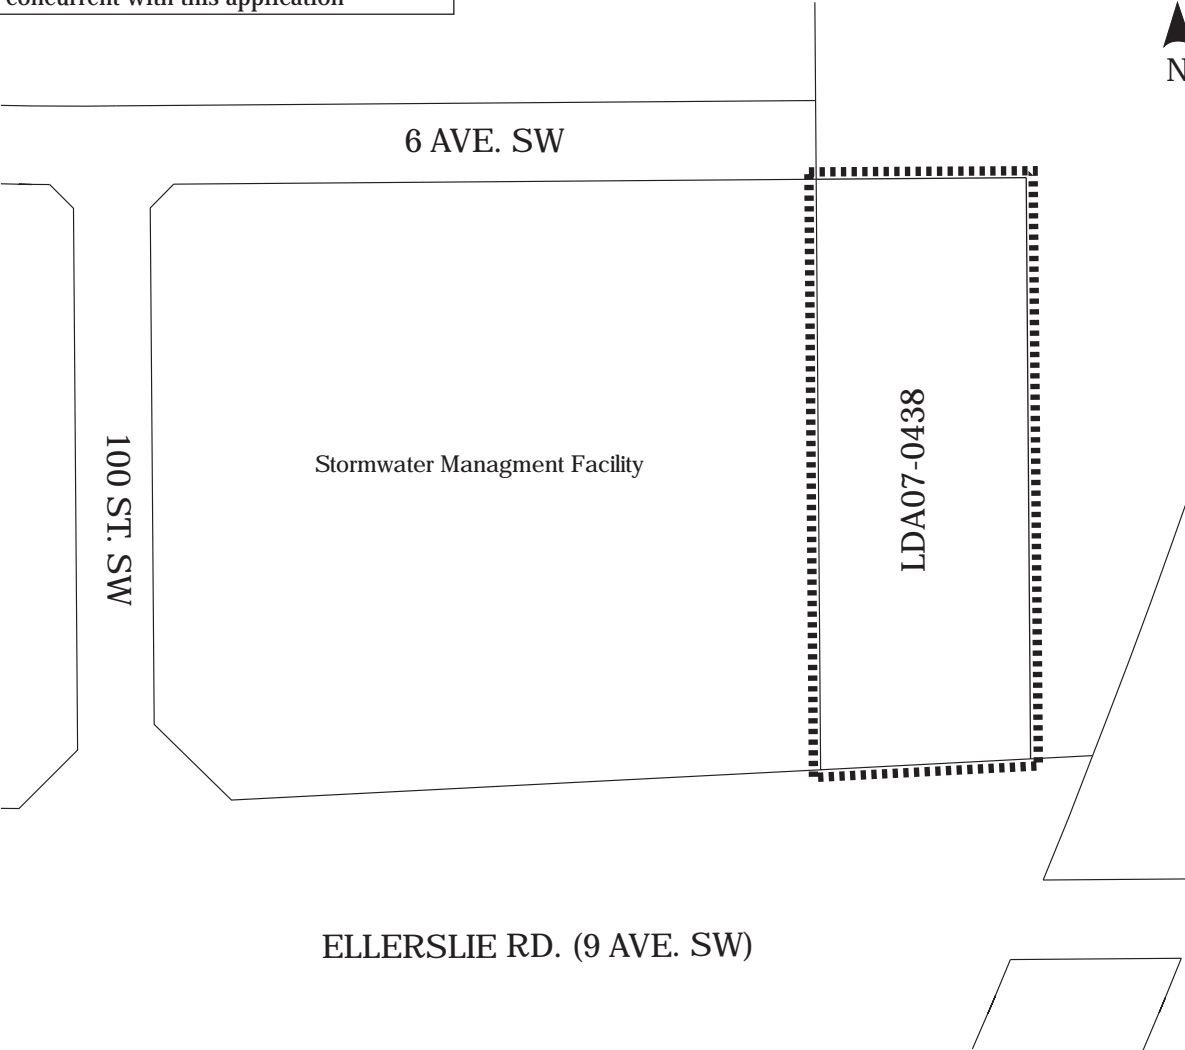 concurrent with this application
N
6 AVE. SW
LDA07-0438
100 ST. SW
Stormwater Managment Facility
ELLERSLIE RD. (9 AVE. SW)